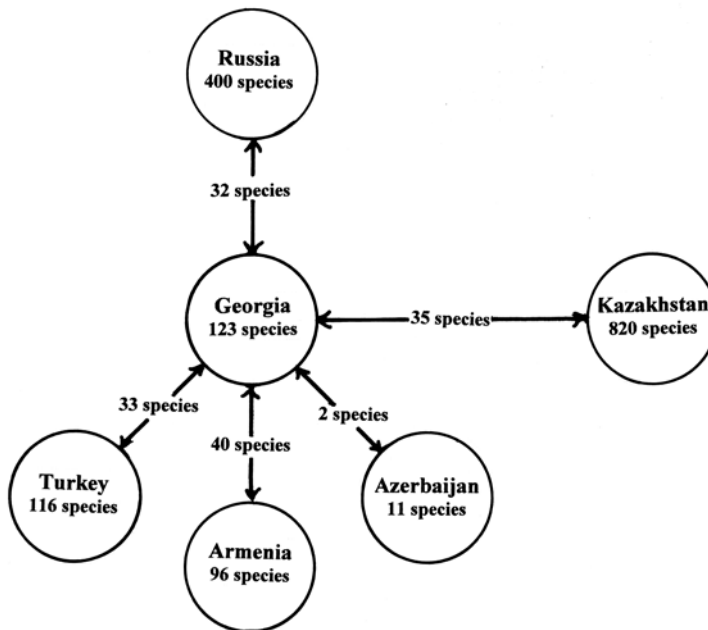 Russia
400 species
32 species
Georgia
123 species
35 species
Kazakhstan
820 species
33 species
40 species
2 species
Turkey
116 species
Azerbaijan
11 species
Armenia
96 species